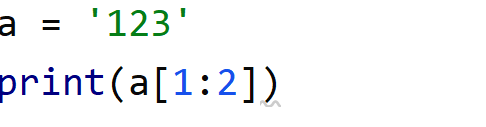 a = '123'
print(a[1:2])